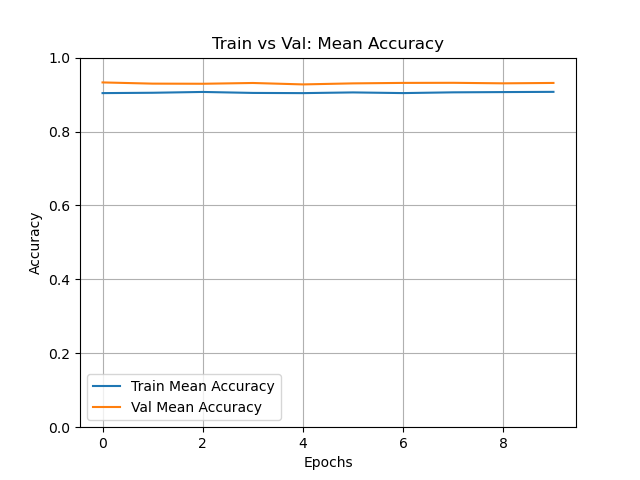 Train vs Val: Mean Accuracy
1.0
0.8
0.6
0.4
0.2
0.0
Accuracy
Train Mean Accuracy
Val Mean Accuracy
0 2 4 6 8
Epochs